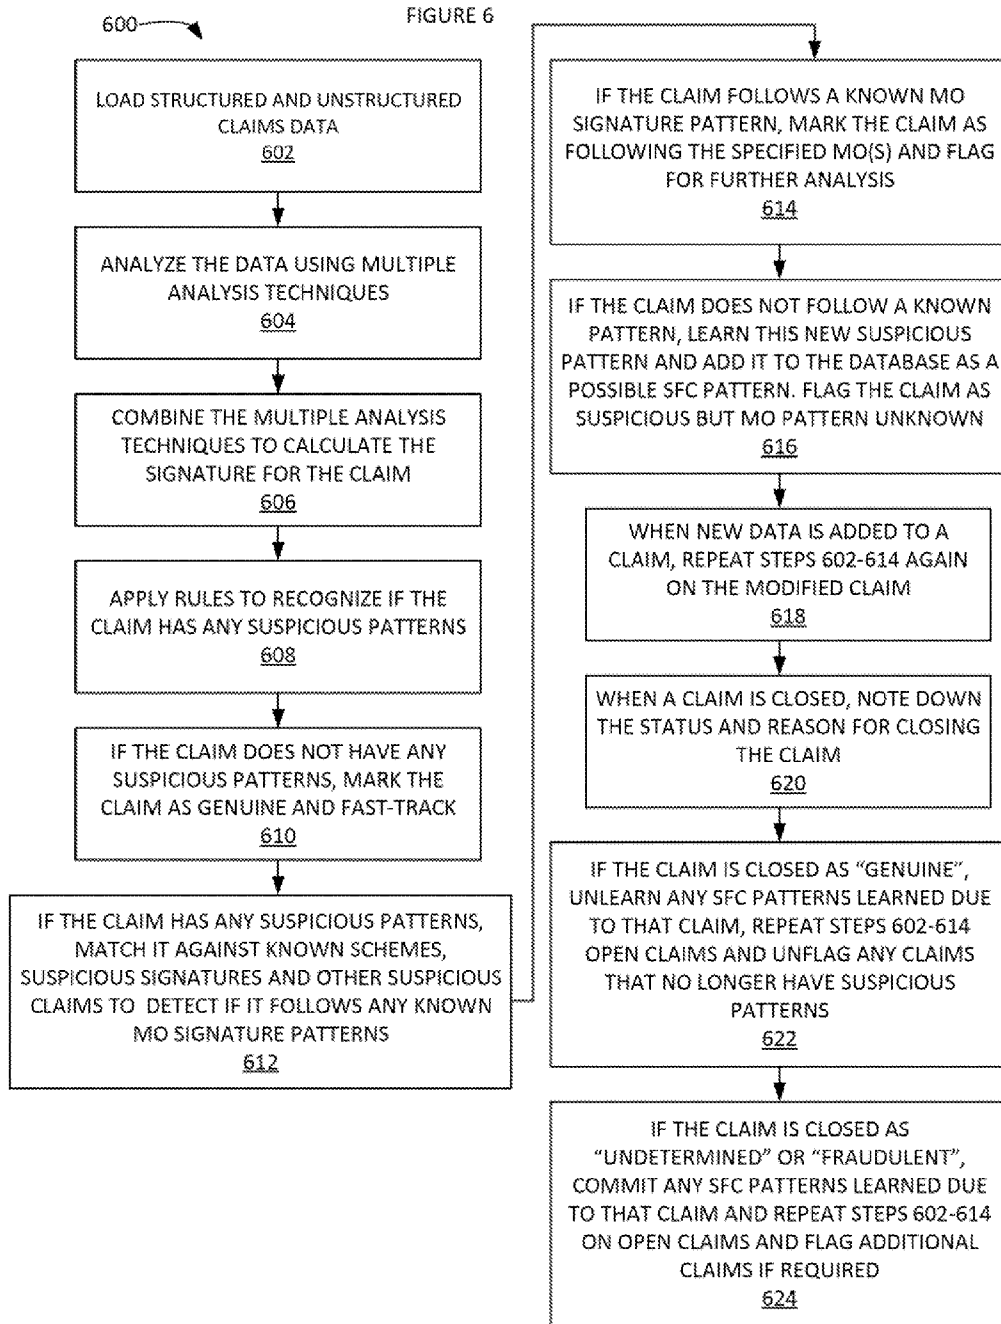 FIGURE 6
600
LOAD STRUCTURED AND UNSTRUCTURED
CLAIMS DATA
602
ANALYZE THE DATA USING MULTIPLE
ANALYSIS TECHNIQUES
604
COMBINE THE MULTIPLE ANALYSIS
TECHNIQUES TO CALCULATE THE
SIGNATURE FOR THE CLAIM
606
APPLY RULES TO RECOGNIZE IF THE
CLAIM HAS ANY SUSPICIOUS PATTERNS
608
IF THE CLAIM DOES NOT HAVE ANY
SUSPICIOUS PATTERNS, MARK THE
CLAIM AS GENUINE AND FAST-TRACK
610
IF THE CLAIM HAS ANY SUSPICIOUS PATTERNS,
MATCH IT AGAINST KNOWN SCHEMES,
SUSPICIOUS SIGNATURES AND OTHER SUSPICIOUS
CLAIMS TO DETECT IF IT FOLLOWS ANY KNOWN
MO SIGNATURE PATTERNS
612
IF THE CLAIM FOLLOWS A KNOWN MO
SIGNATURE PATTERN, MARK THE CLAIM AS
FOLLOWING THE SPECIFIED MO(S) AND FLAG
FOR FURTHER ANALYSIS
614
IF THE CLAIM DOES NOT FOLLOW A KNOWN
PATTERN, LEARN THIS NEW SUSPICIOUS
PATTERN AND ADD IT TO THE DATABASE AS A
POSSIBLE SFC PATTERN. FLAG THE CLAIM AS
SUSPICIOUS BUT MO PATTERN UNKNOWN
616
WHEN NEW DATA IS ADDED TO A
CLAIM, REPEAT STEPS 602-614 AGAIN
ON THE MODIFIED CLAIM
618
WHEN A CLAIM IS CLOSED, NOTE DOWN
THE STATUS AND REASON FOR CLOSING
THE CLAIM
620
IF THE CLAIM IS CLOSED AS “GENUINE”,
UNLEARN ANY SFC PATTERNS LEARNED DUE
TO THAT CLAIM, REPEAT STEPS 602-614
OPEN CLAIMS AND UNFLAG ANY CLAIMS
THAT NO LONGER HAVE SUSPICIOUS
PATTERNS
622
IF THE CLAIM IS CLOSED AS
“UNDETERMINED” OR “FRAUDULENT”,
COMMIT ANY SFC PATTERNS LEARNED DUE
TO THAT CLAIM AND REPEAT STEPS 602-614
ON OPEN CLAIMS AND FLAG ADDITIONAL
CLAIMS IF REQUIRED
624